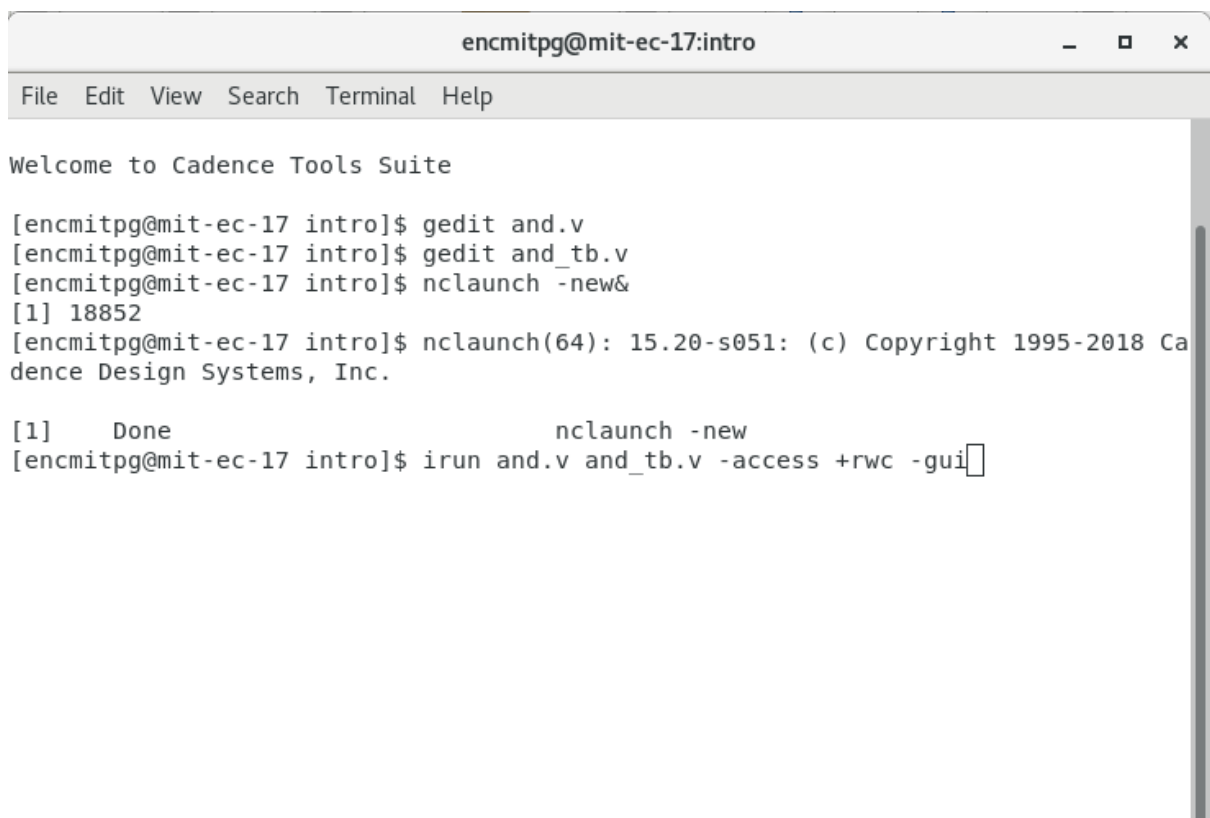 encmitpg@mit-ec-17:intro
File Edit View Search Terminal Help
Welcome to Cadence Tools Suite
[encmitpg@mit-ec-17 intro]$ gedit and.v
[encmitpg@mit-ec-17 intro]$ gedit and_tb.v
[encmitpg@mit-ec-17 intro]$ nclaunch -new&
[1] 18852
[encmitpg@mit-ec-17 intro]$ nclaunch(64): 15.20-s051: (c) Copyright 1995-2018 Ca
dence Design Systems, Inc.
[1]    Done                          nclaunch -new
[encmitpg@mit-ec-17 intro]$ irun and.v and_tb.v -access +rwc -gui